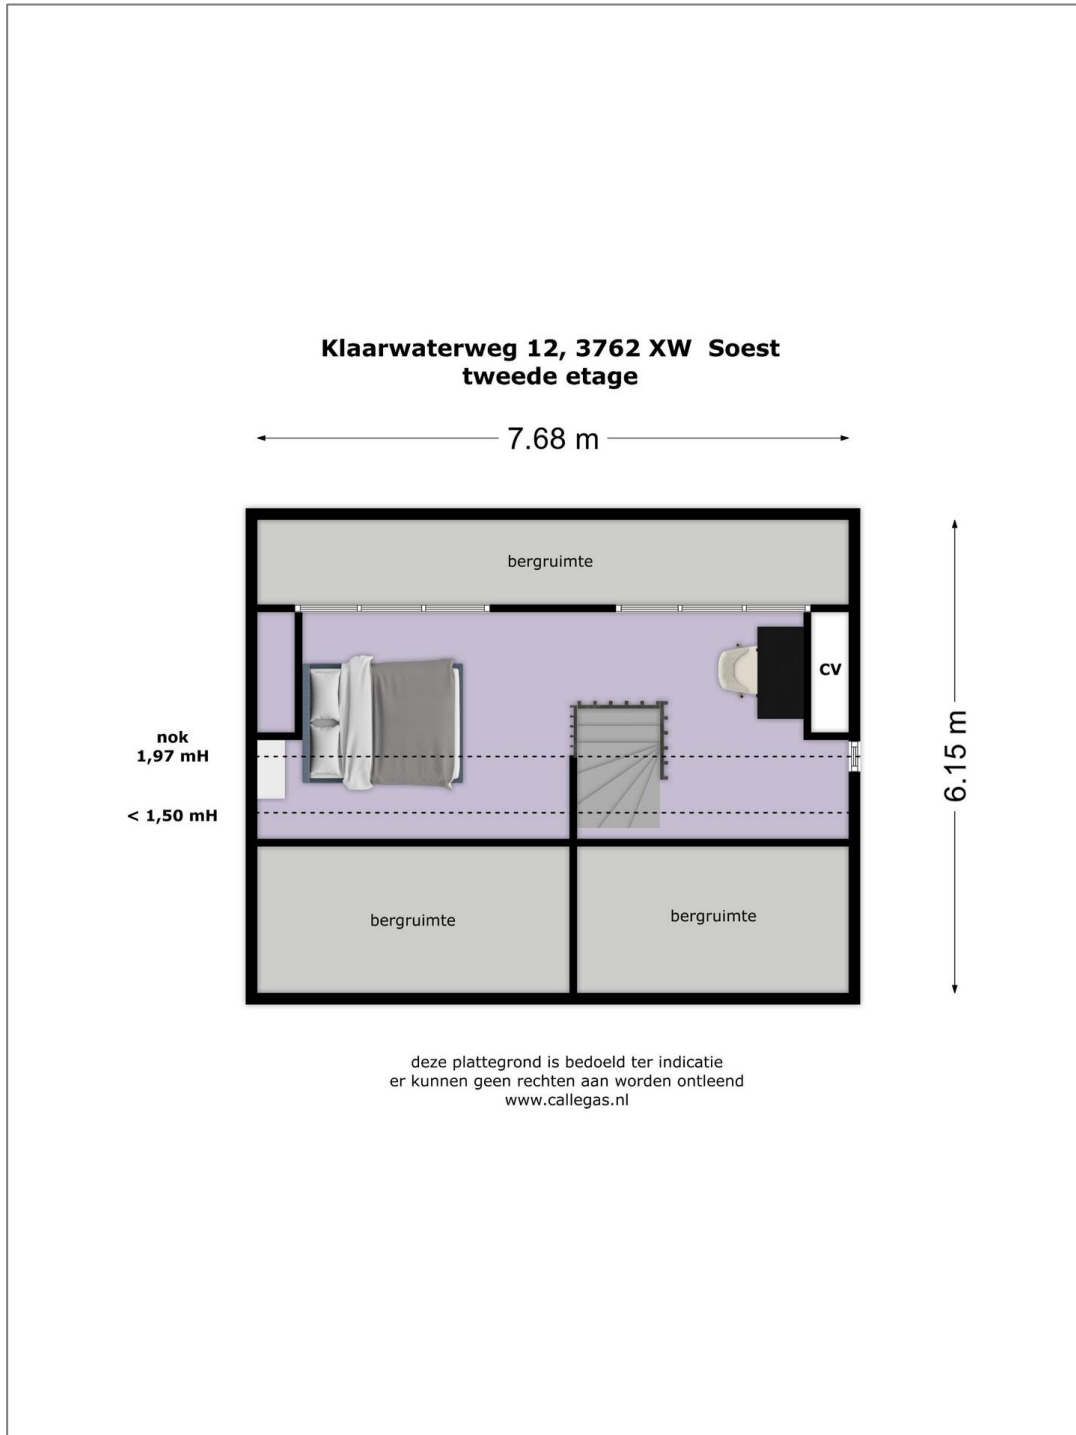 Klaarwaterweg 12, 3762 XW Soest
tweede etage
7.68 m
bergruimte
CV
nok
1,97 mH
6.15 m
< 1,50 mH
bergruimte
bergruimte
deze plattegrond is bedoeld ter indicatie
er kunnen geen rechten aan worden ontleend
www.callegas.nl